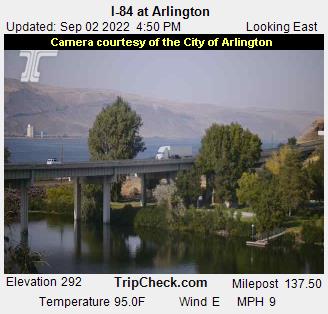 I-84 at Arlington
Updated: Sep 02 2022 4:50 PM Looking East
Camera courtesy of the City of Arlington
Elevation 292 TripCheck.com Milepost 137.50
Temperature 95.0F Wind E MPH 9